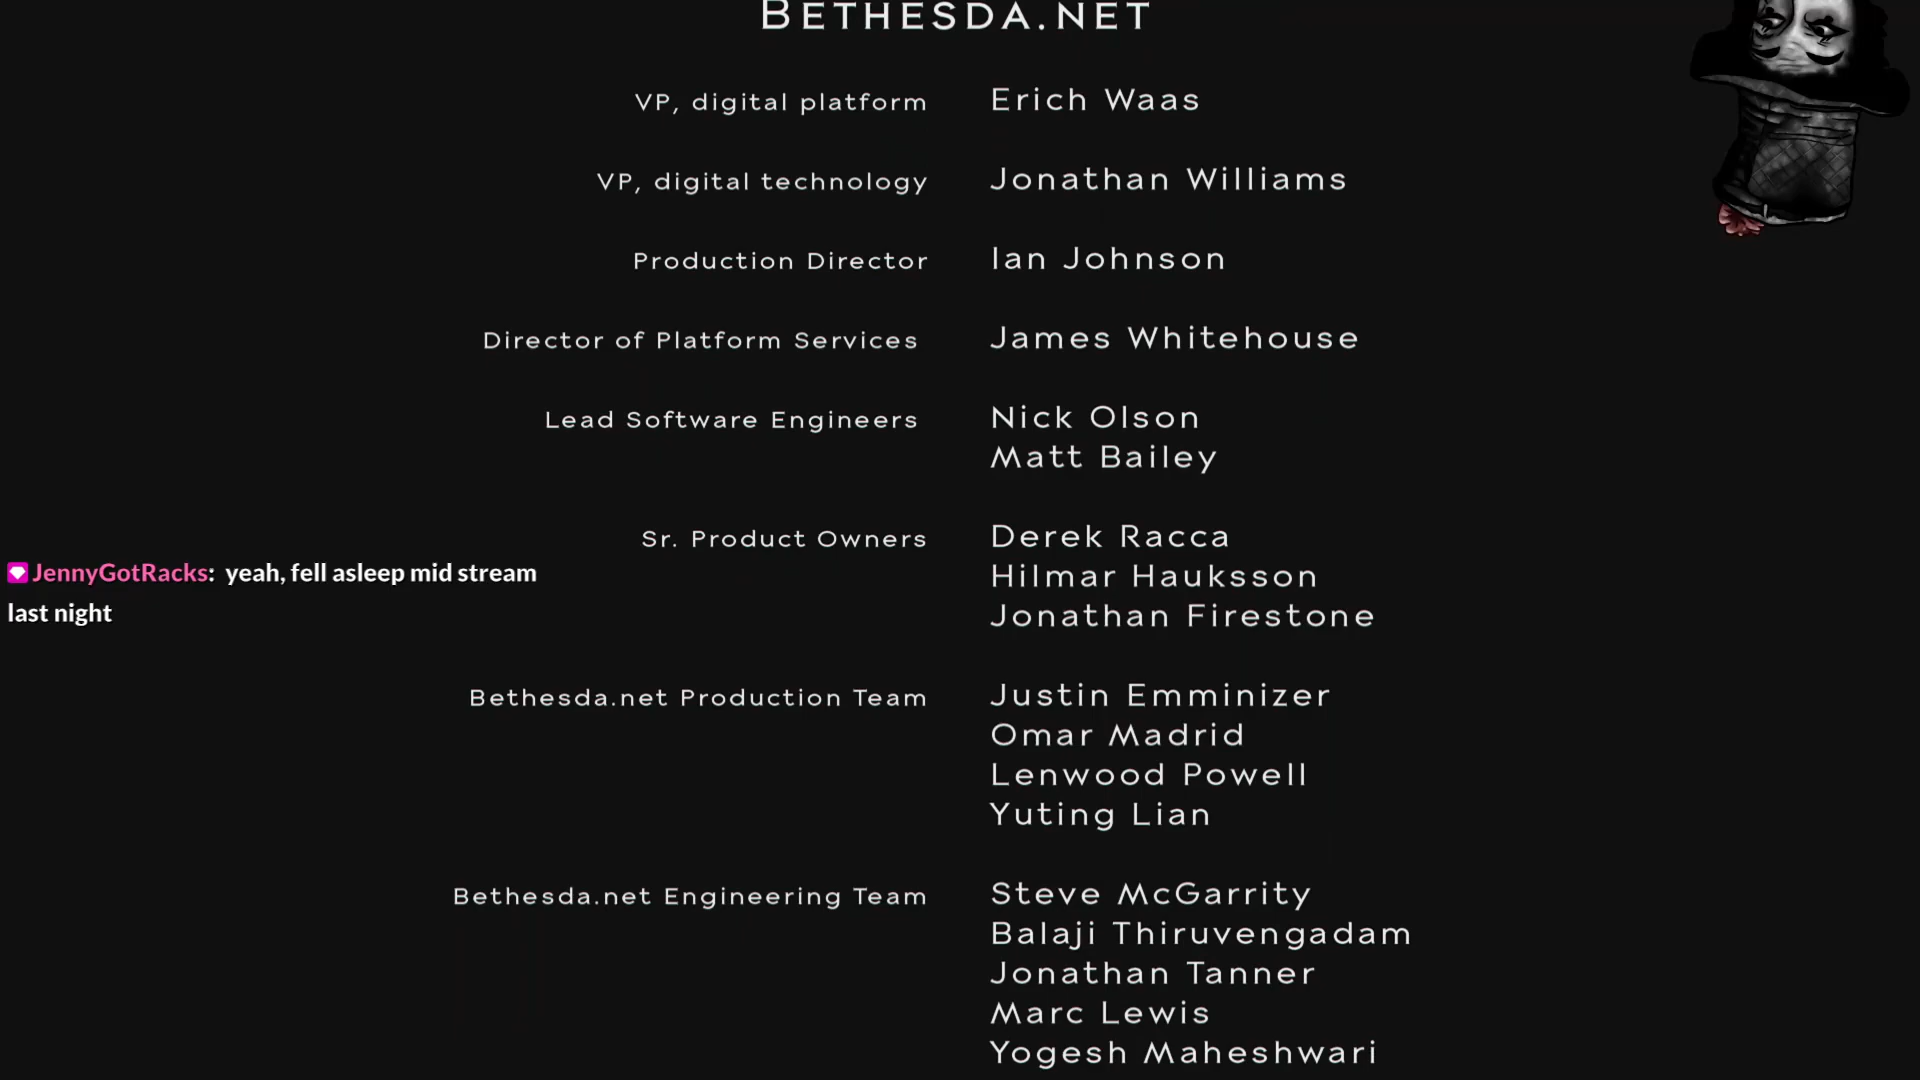 BETHESDA.NET
VP, digital platform Erich Waas
VP, digital technology Jonathan Williams
Production Director Ian Johnson
Director of Platform Services James Whitehouse
Lead Software Engineers Nick Olson
Matt Bailey
Sr. Product Owners Derek Racca
Hilmar Hauksson
Jonathan Firestone
JennyGotRacks: yeah, fell asleep mid stream
last night
Bethesda.net Production Team Justin Emminizer
Omar Madrid
Lenwood Powell
Yuting Lian
Bethesda.net Engineering Team Steve McGarrity
Balaji Thiruvengadam
Jonathan Tanner
Marc Lewis
Yogesh Maheshwari